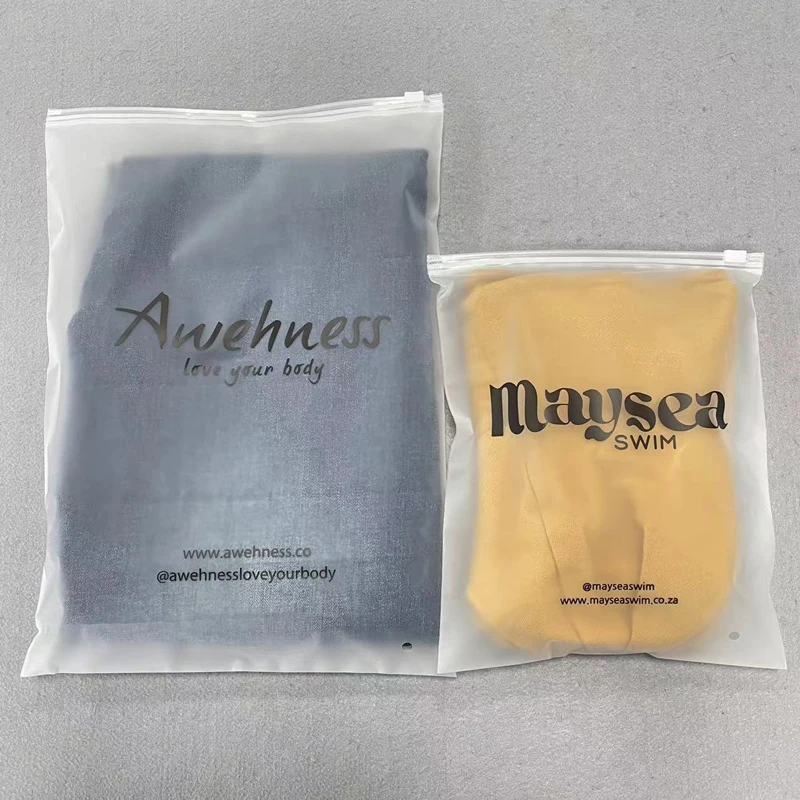 Awehness
love your body
www.awehness.co
@awehnessloveyourbody
maysea
SWIM
@mayseaswim
www.mayseaswim.co.za